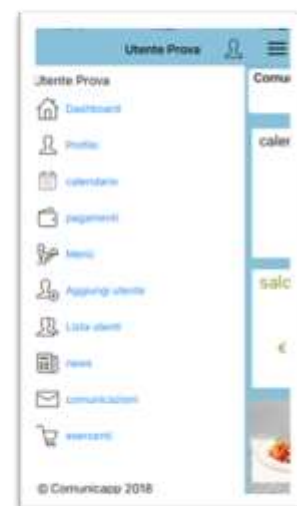 Utente Prova
Utente Prova
Dashboard
Profilo
calendario
pagamenti
Menù
Aggiungi utente
Lista utenti
news
comunicazioni
esercenti
© Comunicapp 2018
Comu
caler
salc
€